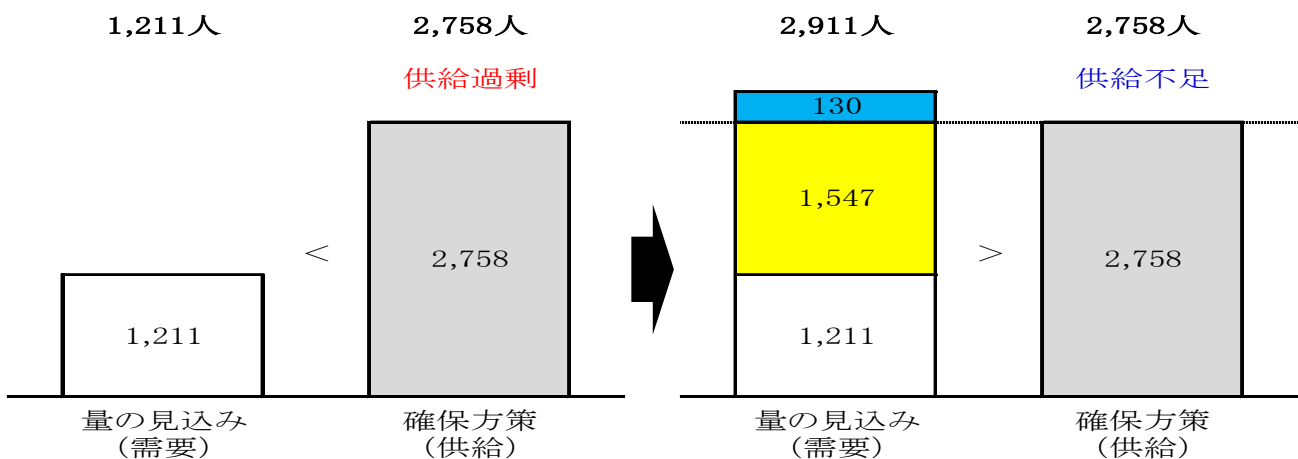 1,211人
2,758人
供給過剰
<
2,758
1,211
量の見込み
(需要)
確保方策
(供給)
2,911人
2,758人
供給不足
130
1,547
>
2,758
1,211
量の見込み
(需要)
確保方策
(供給)